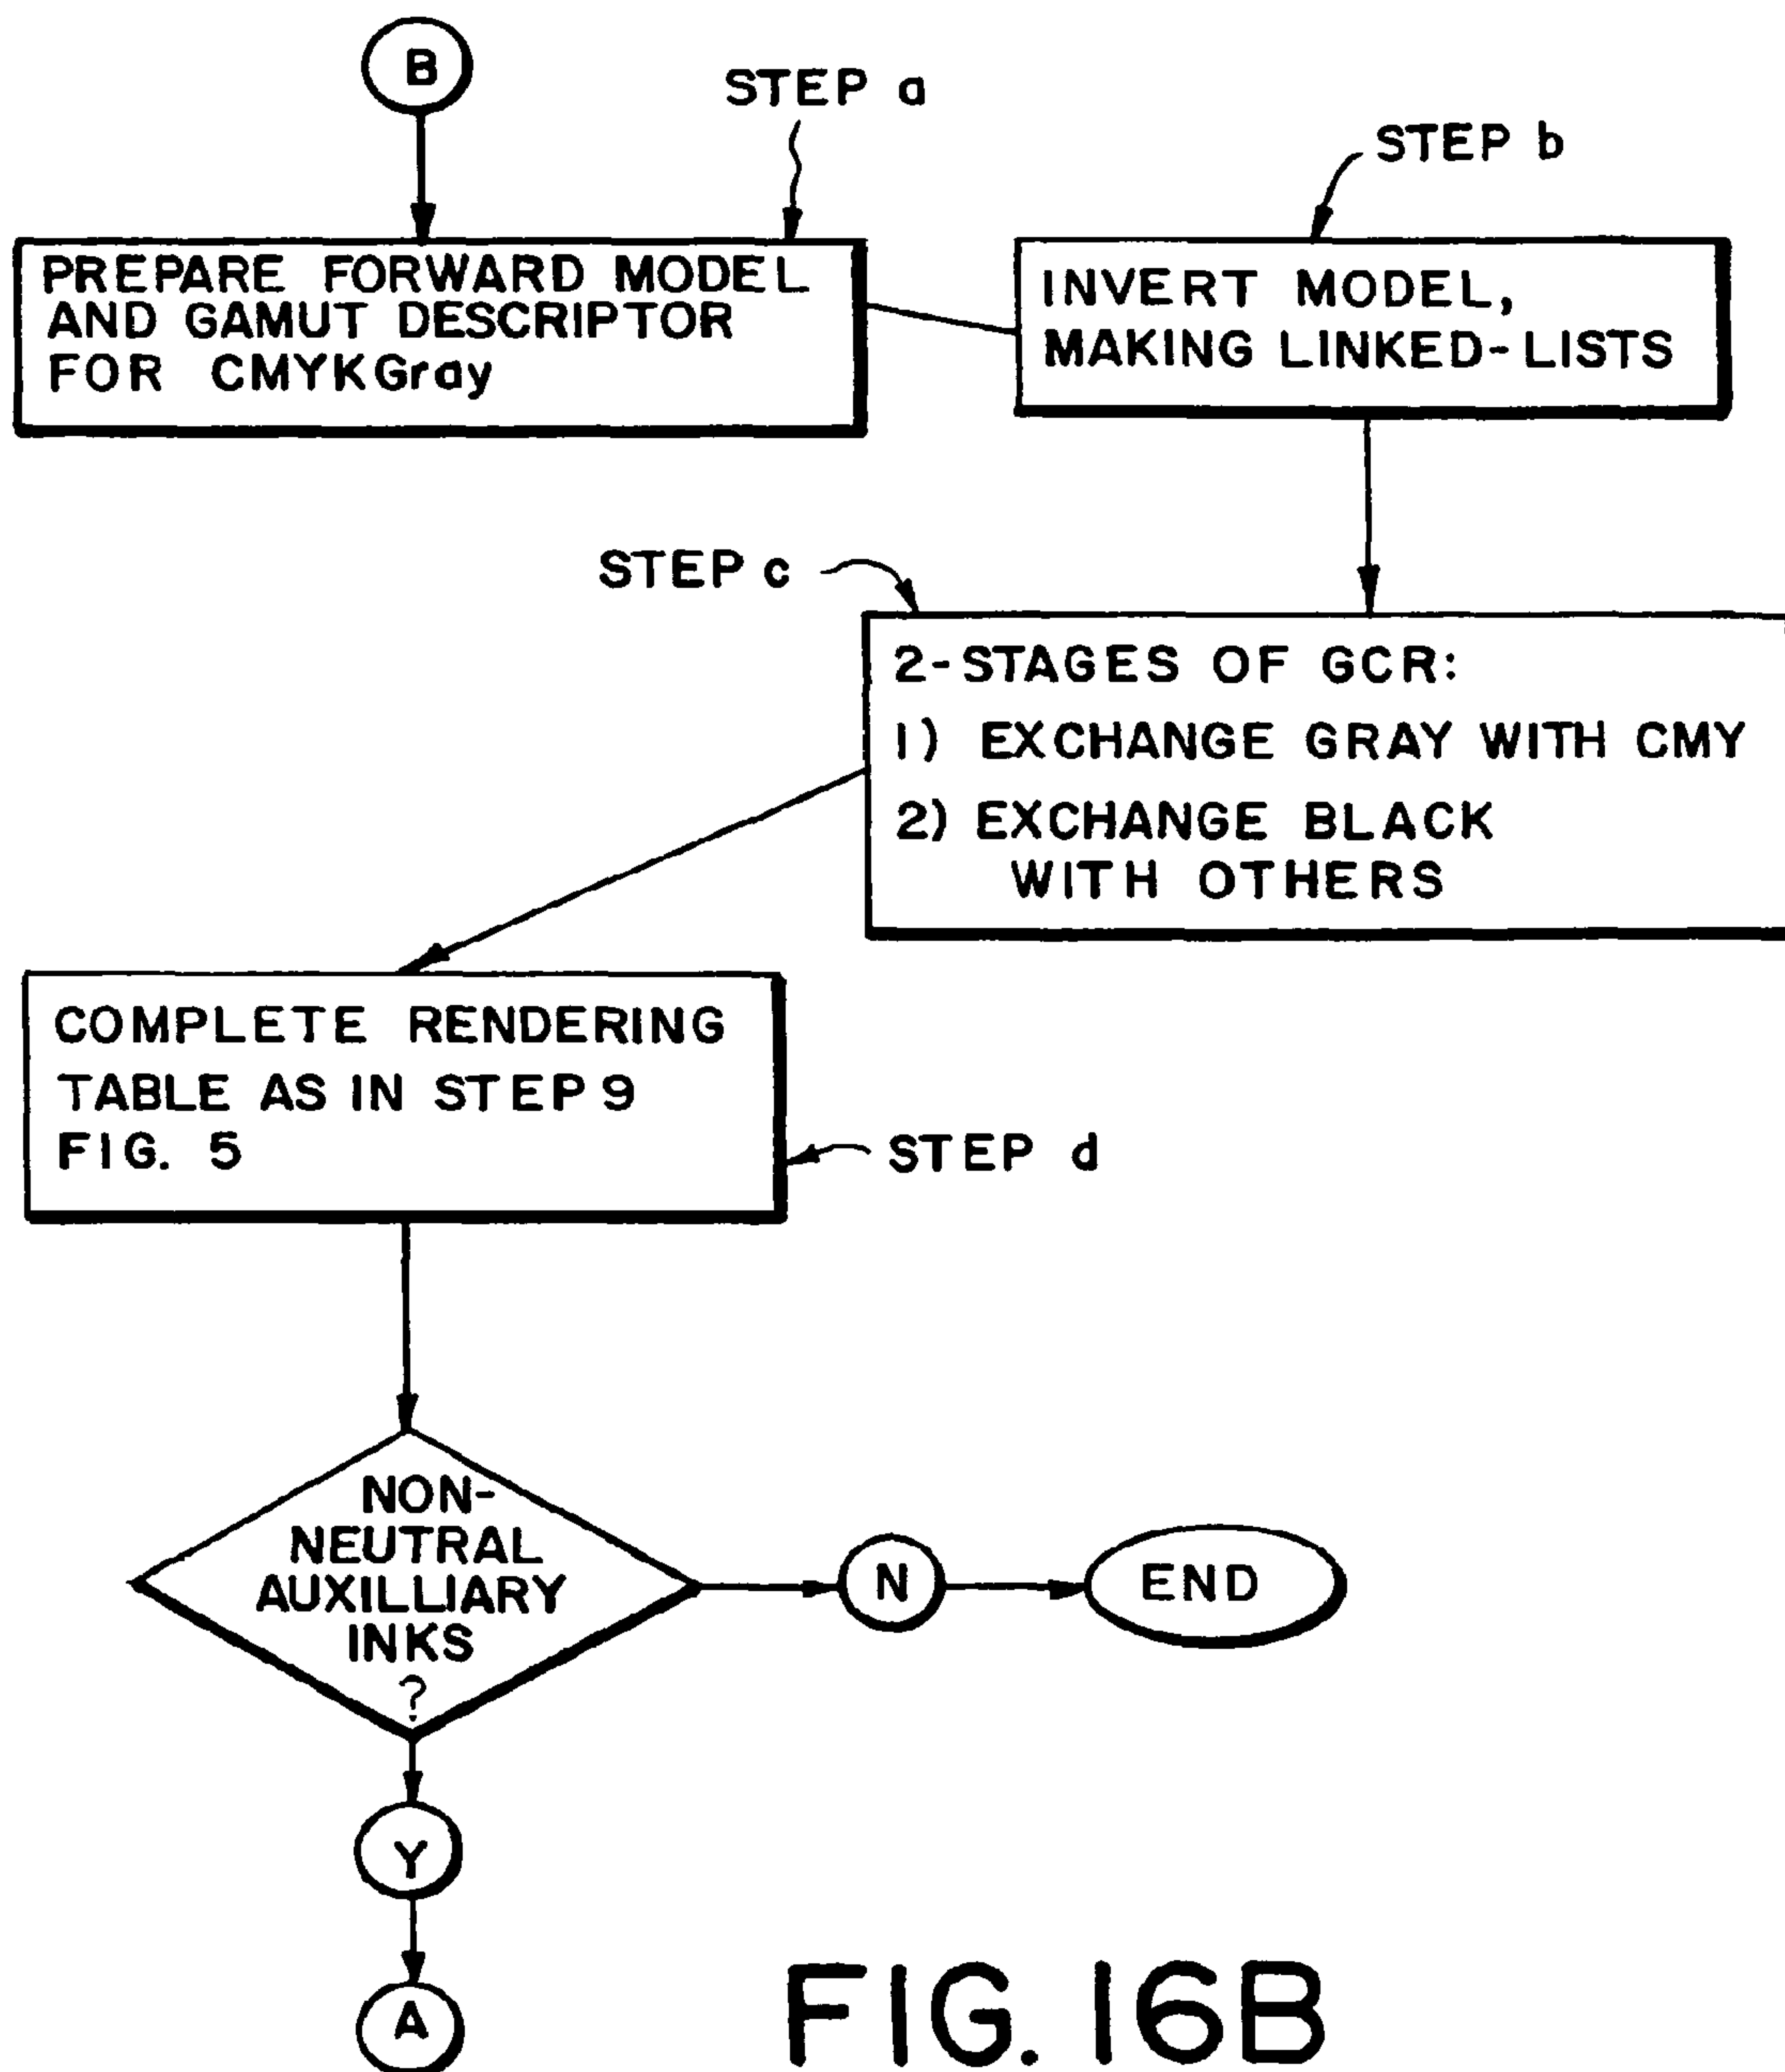 B
STEP a
STEP b
PREPARE FORWARD MODEL
AND GAMUT DESCRIPTOR
FOR CMYKGray
INVERT MODEL,
MAKING LINKED-LISTS
STEP c
2-STAGES OF GCR:
1) EXCHANGE GRAY WITH CMY
2) EXCHANGE BLACK
WITH OTHERS
COMPLETE RENDERING
TABLE AS IN STEP 9
FIG. 5
STEP d
NON-
NEUTRAL
AUXILLIARY
INKS
?
N
END
Y
A
FIG. 16B